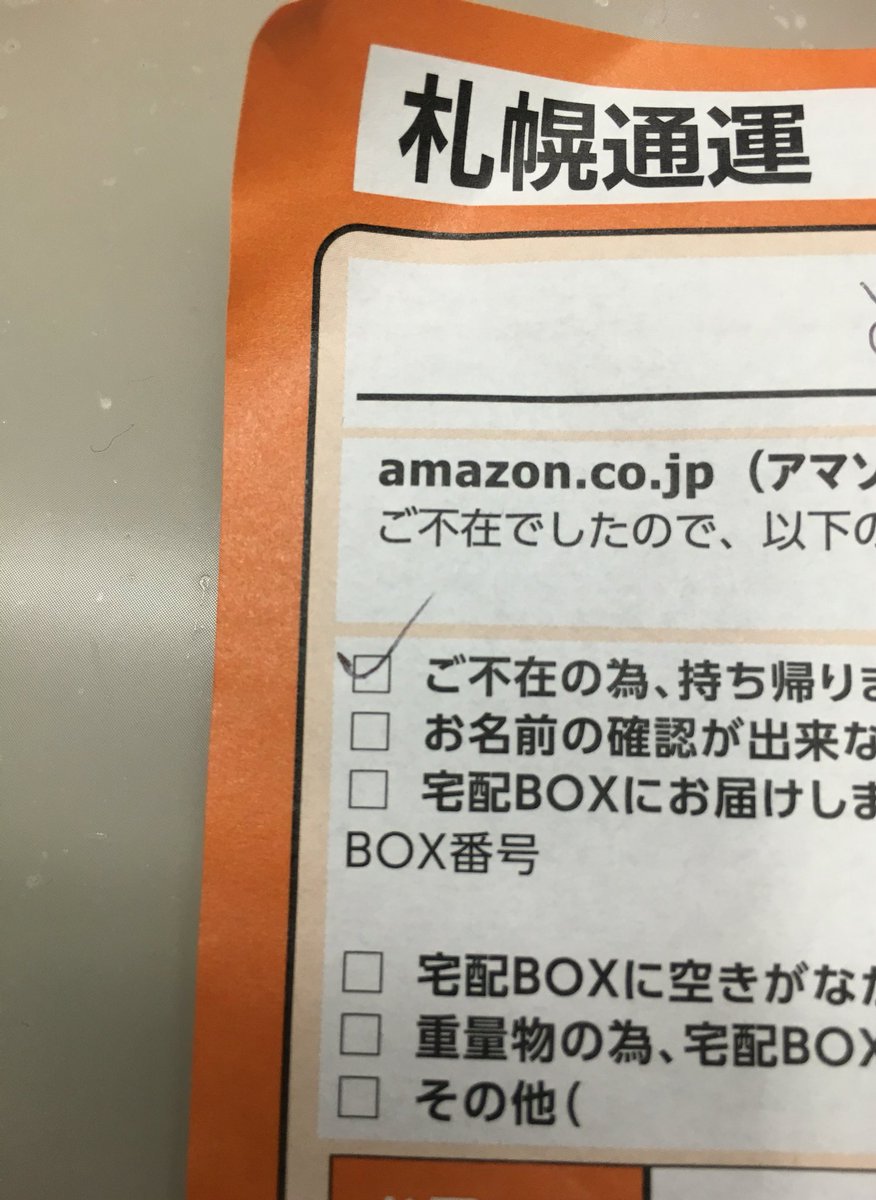 札幌通運
amazon.co.jp（アマゾ
ご不在でしたので、以下の
ご不在の為、持ち帰りま
お名前の確認が出来な
宅配BOXにお届けしま
BOX番号
宅配BOXに空きがなか
重量物の為、宅配BOX
その他(